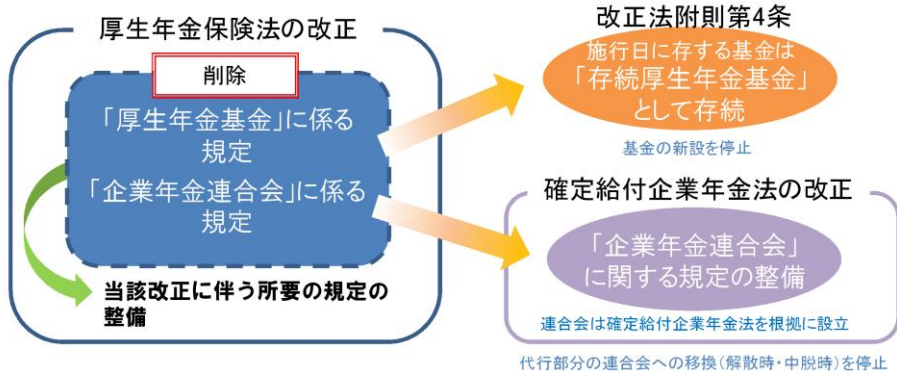 厚生年金保険法の改正
削除
「厚生年金基金」に係る
規定
「企業年金連合会」に係る
規定
当該改正に伴う所要の規定の
整備
改正法附則第4条
施行日に存する基金は
「存続厚生年金基金」
として存続
基金の新設を停止
確定給付企業年金法の改正
「企業年金連合会」
に関する規定の整備
連合会は確定給付企業年金法を根拠に設立
代行部分の連合会への移換(解散時・中脱時)を停止